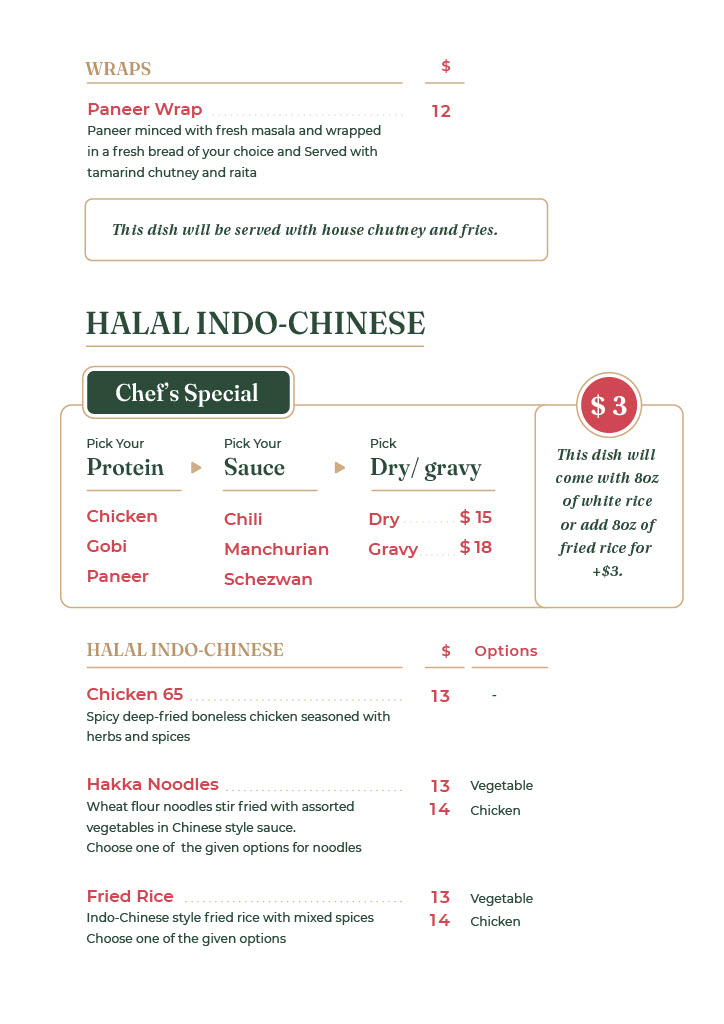 WRAPS $
Paneer Wrap 12
Paneer minced with fresh masala and wrapped
in a fresh bread of your choice and Served with
tamarind chutney and raita
This dish will be served with house chutney and fries.
HALAL INDO-CHINESE
Chef's Special
Pick Your
Protein
Chicken
Gobi
Paneer
Pick Your
Sauce
Chili
Manchurian
Schezwan
Pick
Dry/ gravy
Dry $ 15
Gravy $ 18
$ 3
This dish will
come with 8oz
of white rice
or add 8oz of
fried rice for
+$3.
HALAL INDO-CHINESE $ Options
Chicken 65 13 -
Spicy deep-fried boneless chicken seasoned with
herbs and spices
Hakka Noodles 13 Vegetable
14 Chicken
Wheat flour noodles stir fried with assorted
vegetables in Chinese style sauce.
Choose one of the given options for noodles
Fried Rice 13 Vegetable
14 Chicken
Indo-Chinese style fried rice with mixed spices
Choose one of the given options